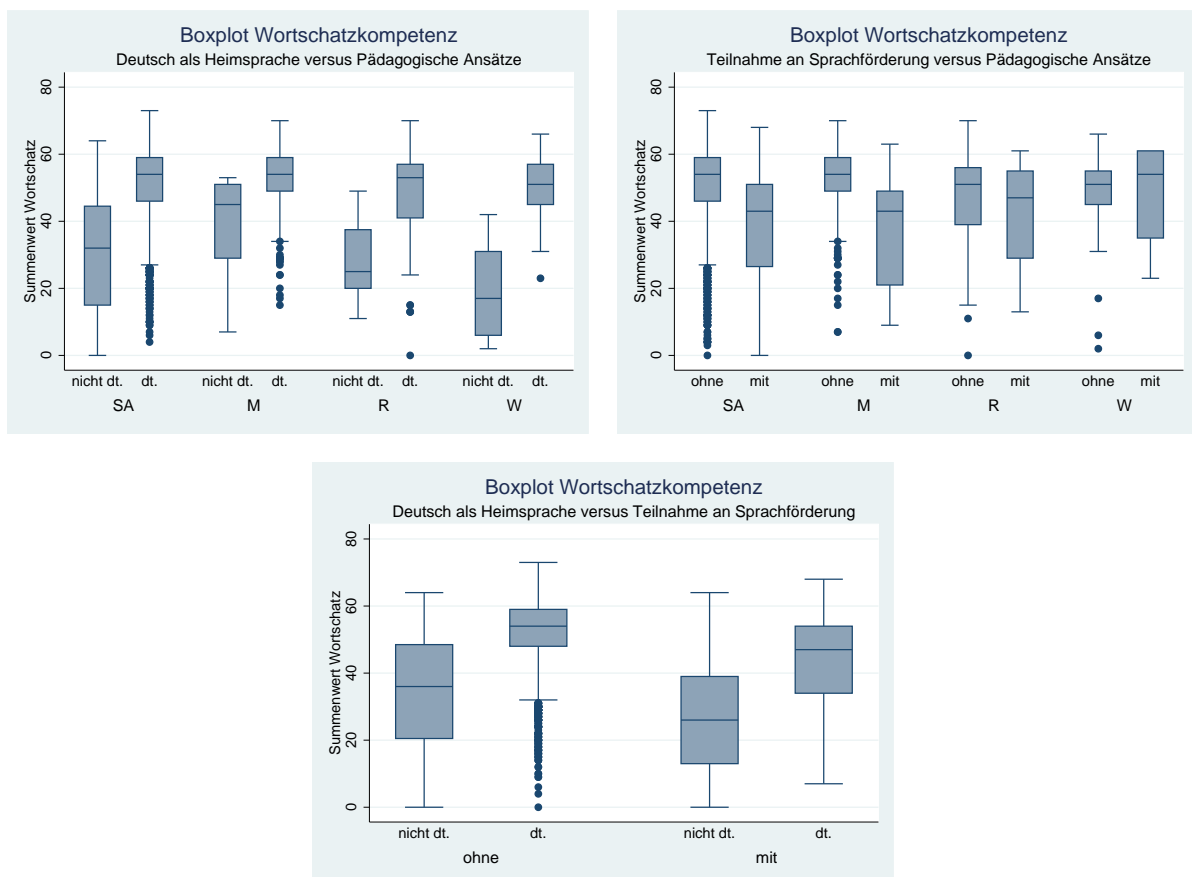 Boxplot Wortschatzkompetenz
Deutsch als Heimsprache versus Pädagogische Ansätze
Summenwert Wortschatz
80
60
40
20
0
nicht dt. dt. nicht dt. dt. nicht dt. dt. nicht dt. dt.
SA M R W
Boxplot Wortschatzkompetenz
Teilnahme an Sprachförderung versus Pädagogische Ansätze
Summenwert Wortschatz
80
60
40
20
0
ohne mit ohne mit ohne mit ohne mit
SA M R W
Boxplot Wortschatzkompetenz
Deutsch als Heimsprache versus Teilnahme an Sprachförderung
Summenwert Wortschatz
80
60
40
20
0
nicht dt. dt. nicht dt. dt.
ohne mit